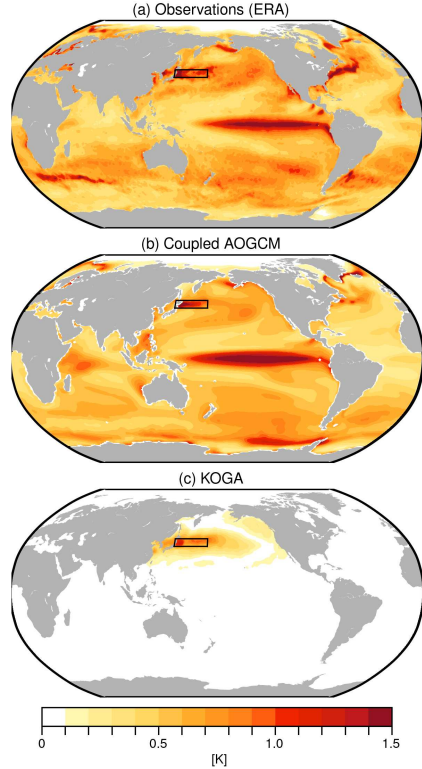 (a) Observations (ERA)
(b) Coupled AOGCM
(c) KOGA
0 0.5 1.0 1.5
[K]